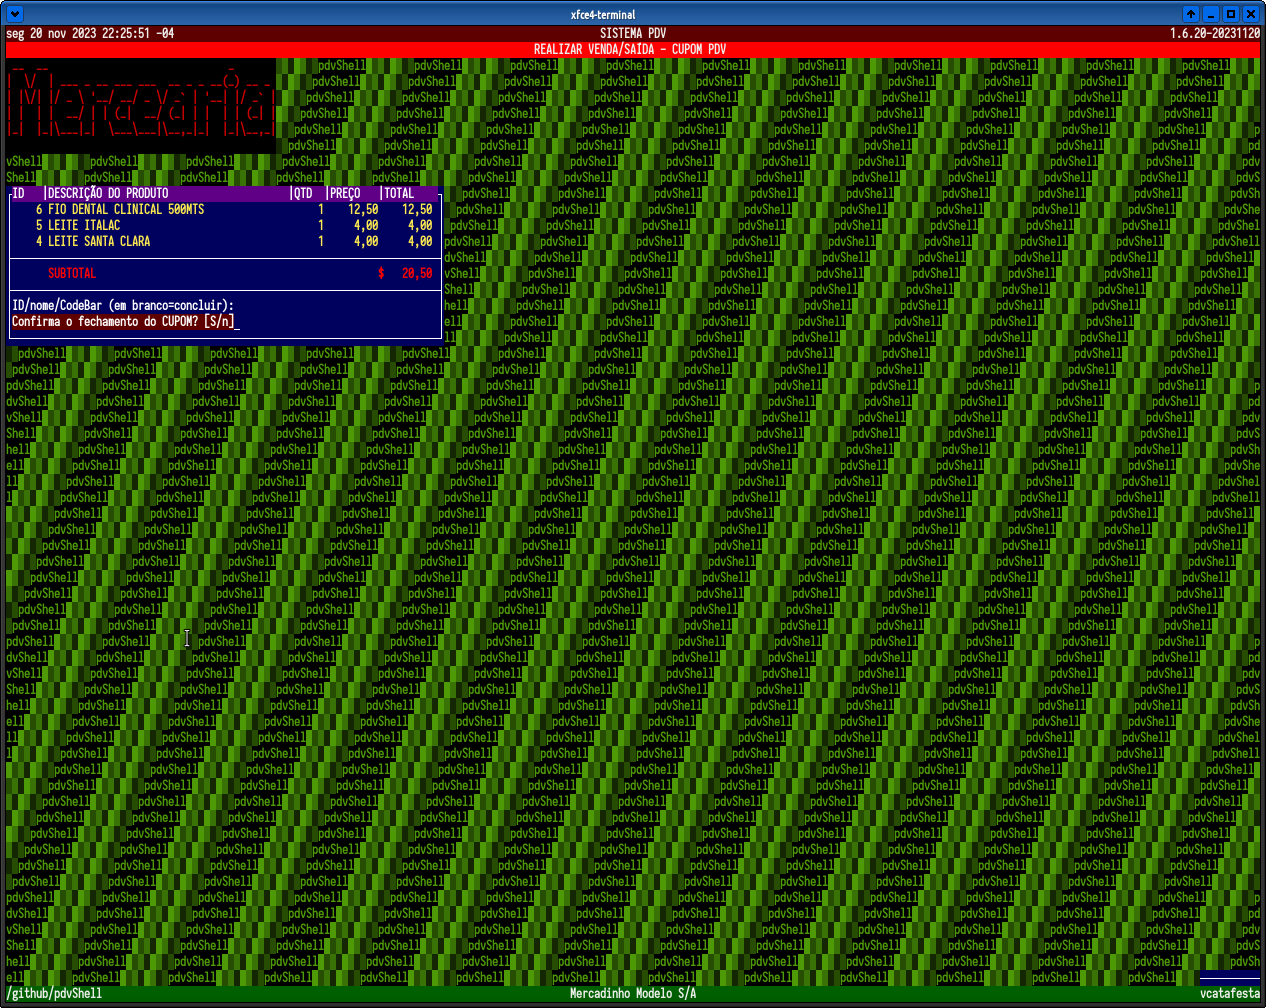 xfce4-terminal
seg 20 nov 2023 22:25:51 -04 SISTEMA PDV 1.6.20-20231120
REALIZAR VENDA/SAÍDA - CUPOM PDV
Mercearia
pdvShell
ID |DESCRIÇÃO DO PRODUTO |QTD |PREÇO |TOTAL
6 FIO DENTAL CLINICAL 500MTS 1 12,50 12,50
5 LEITE ITALAC 1 4,00 4,00
4 LEITE SANTA CLARA 1 4,00 4,00
SUBTOTAL $ 20,50
ID/nome/CodeBar (em branco=concluir):
Confirma o fechamento do CUPOM? [S/n]_
/github/pdvShell Mercadinho Modelo S/A vcatafesta